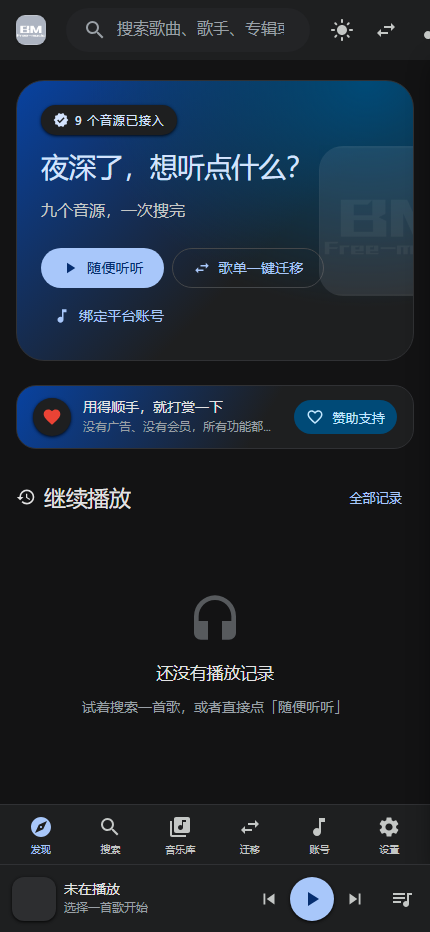 BM
Free-music
搜索歌曲、歌手、专辑或
9 个音源已接入
夜深了，想听点什么？
九个音源，一次搜完
BM
Free-m
随便听听
歌单一键迁移
绑定平台账号
用得顺手，就打赏一下
没有广告、没有会员，所有功能都...
赞助支持
继续播放
全部记录
还没有播放记录
试着搜索一首歌，或者直接点「随便听听」
发现
搜索
音乐库
迁移
账号
设置
未在播放
选择一首歌开始